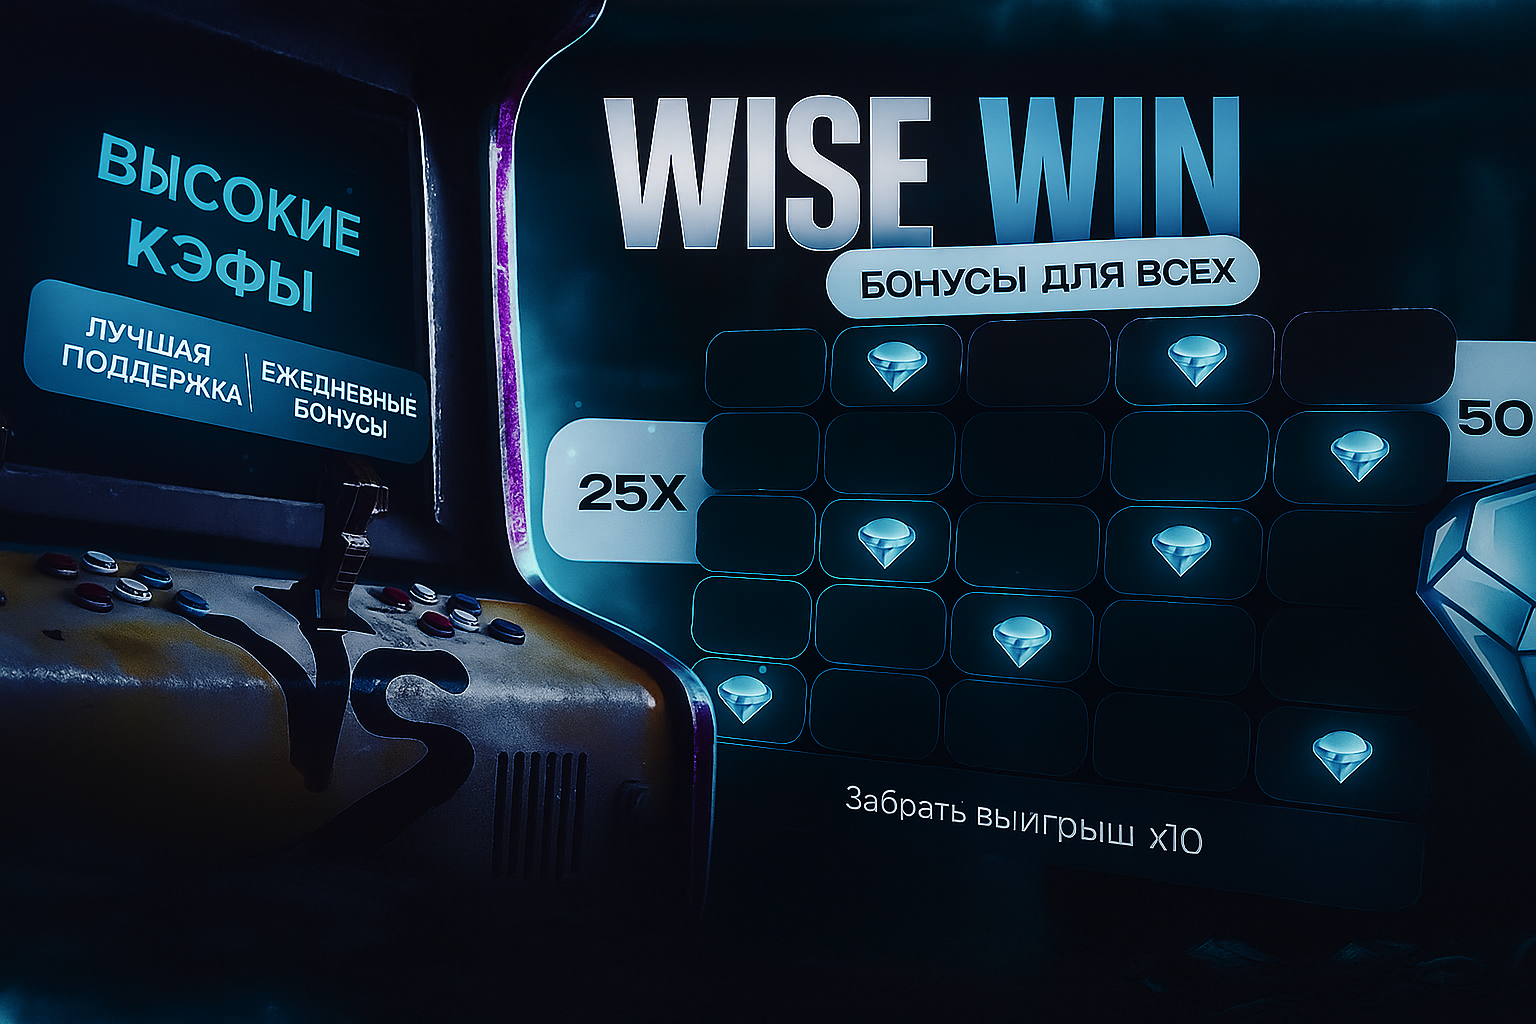 ВЫСОКИЕ
КЭФЫ
ЛУЧШАЯ
ПОДДЕРЖКА
ЕЖЕДНЕВНЫЕ
БОНУСЫ
WISE WIN
БОНУСЫ ДЛЯ ВСЕХ
25X
50
Забрать выигрыш x10